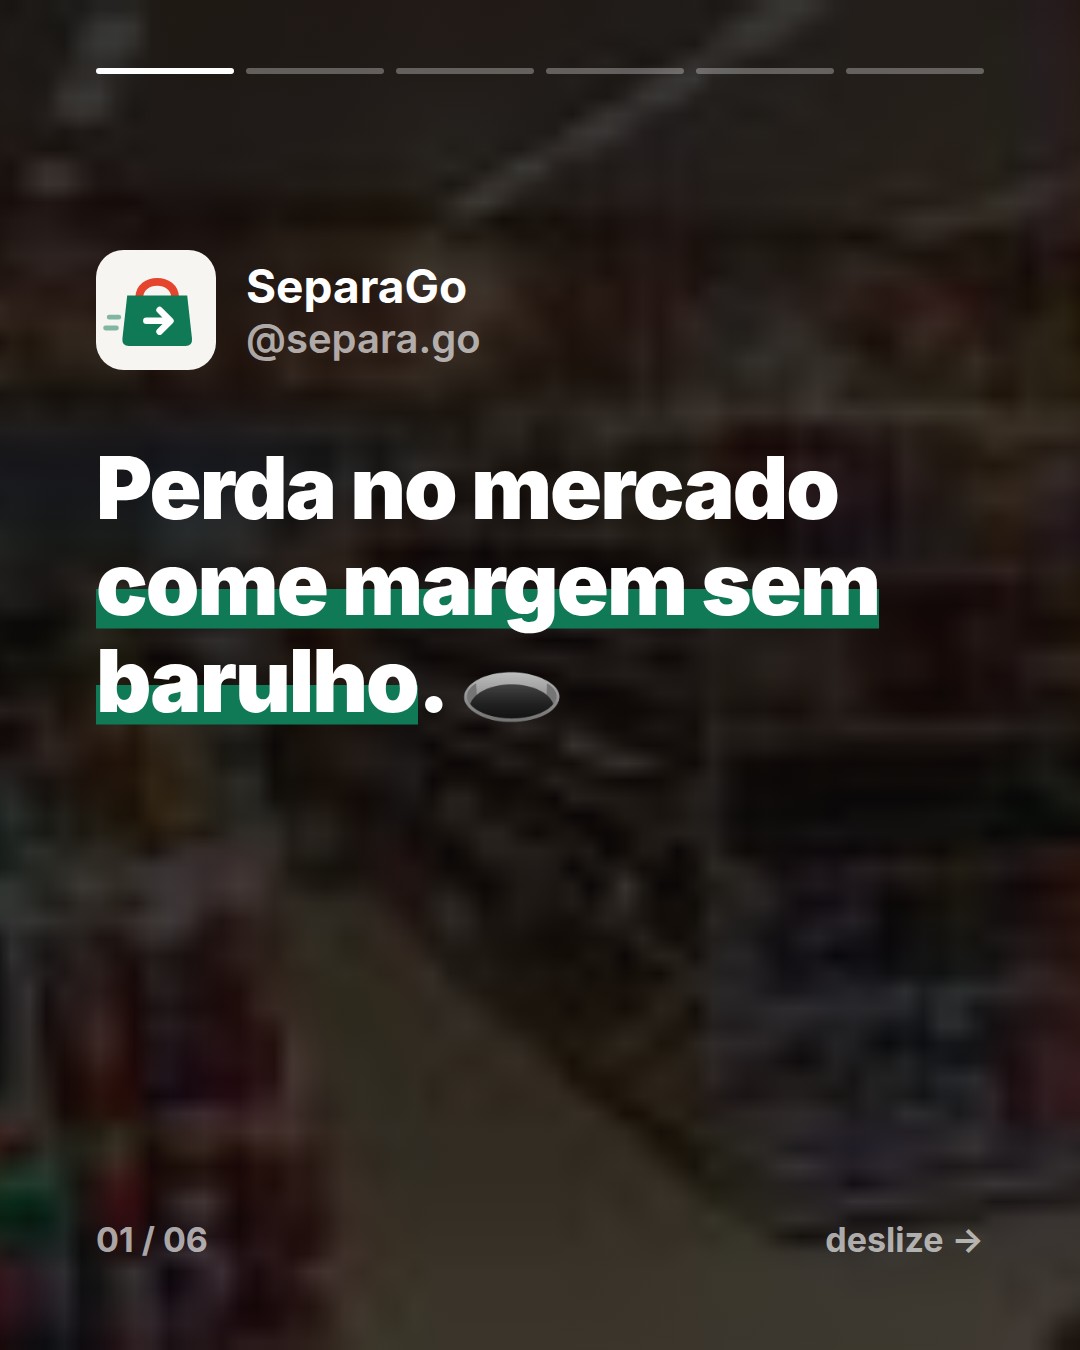 SeparaGo
@separa.go
Perda no mercado
come margem sem
barulho. 🕳️
01 / 06
deslize →